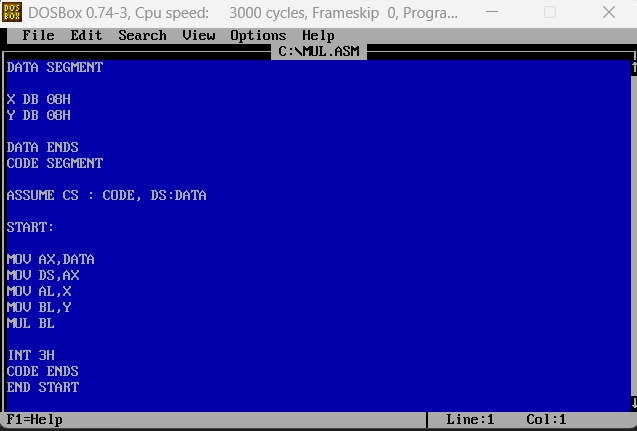 DOS
BOX
DOSBox 0.74-3, Cpu speed: 3000 cycles, Frameskip 0, Progra...
File Edit Search View Options Help
C:\MUL.ASM
DATA SEGMENT
X DB 08H
Y DB 08H
DATA ENDS
CODE SEGMENT
ASSUME CS : CODE, DS:DATA
START:
MOV AX,DATA
MOV DS,AX
MOV AL,X
MOV BL,Y
MUL BL
INT 3H
CODE ENDS
END START
F1=Help Line:1 Col:1